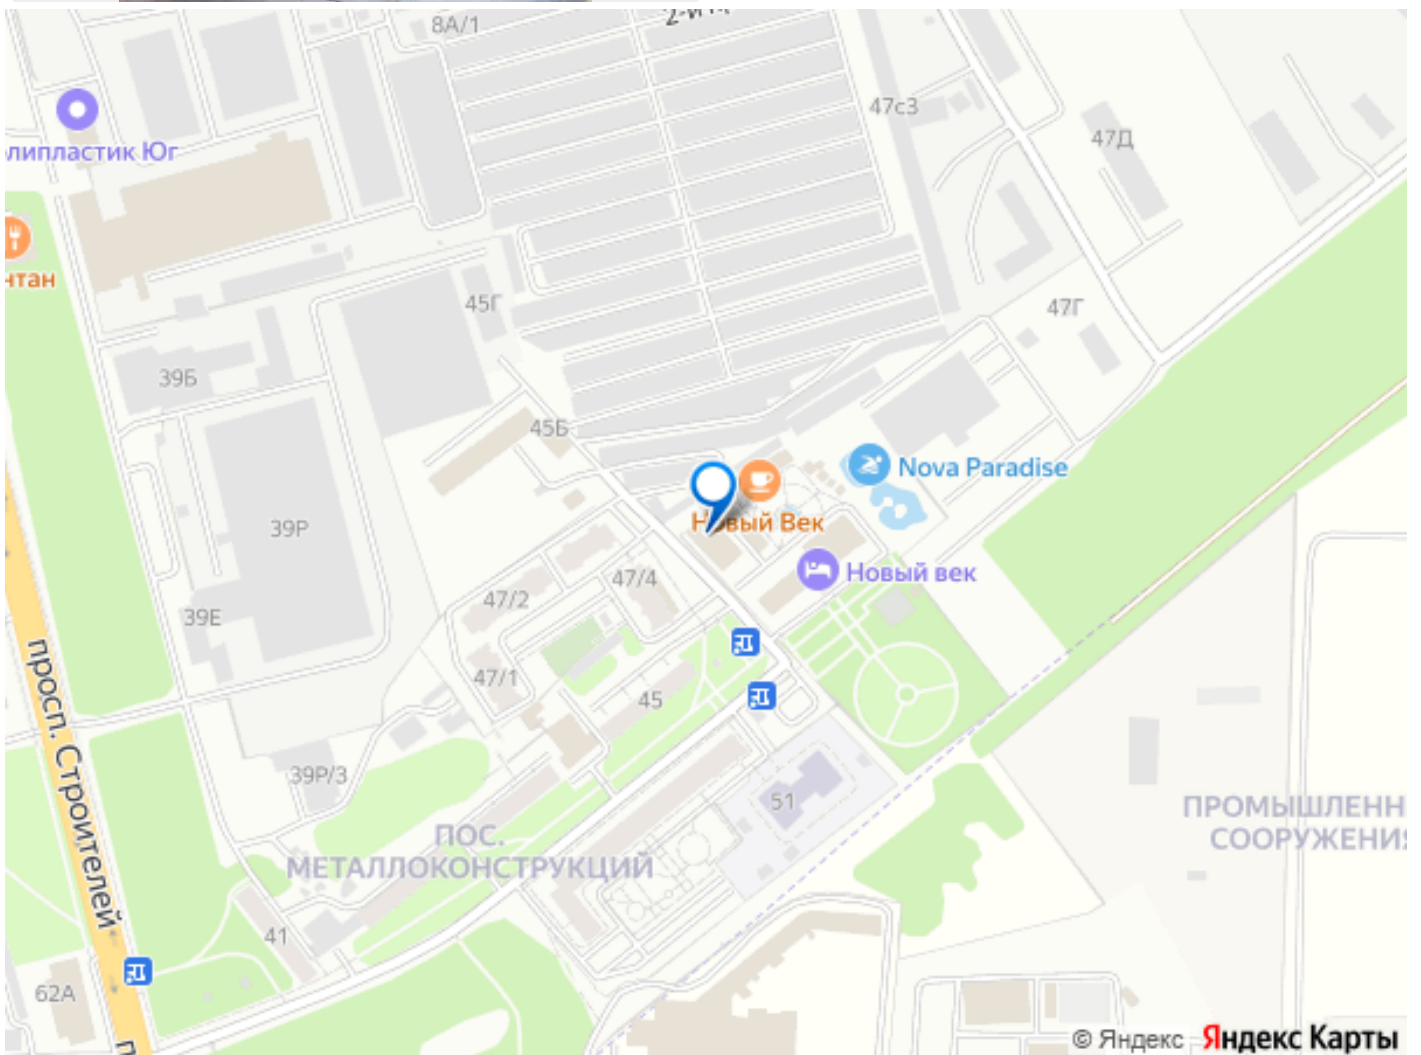 8А/1
2-й
47с3
47Д
липластик Юг
нтан
45Г
47Г
39Б
45Б
Nova Paradise
Новый Век
39Р
Новый век
47/4
47/2
39Е
47/1
45
просп. Строителей
39Р/3
51
ПРОМЫШЛЕНН
СООРУЖЕНИЯ
ПОС.
МЕТАЛЛОКОНСТРУКЦИЙ
41
62А
п
© Яндекс Яндекс Карты